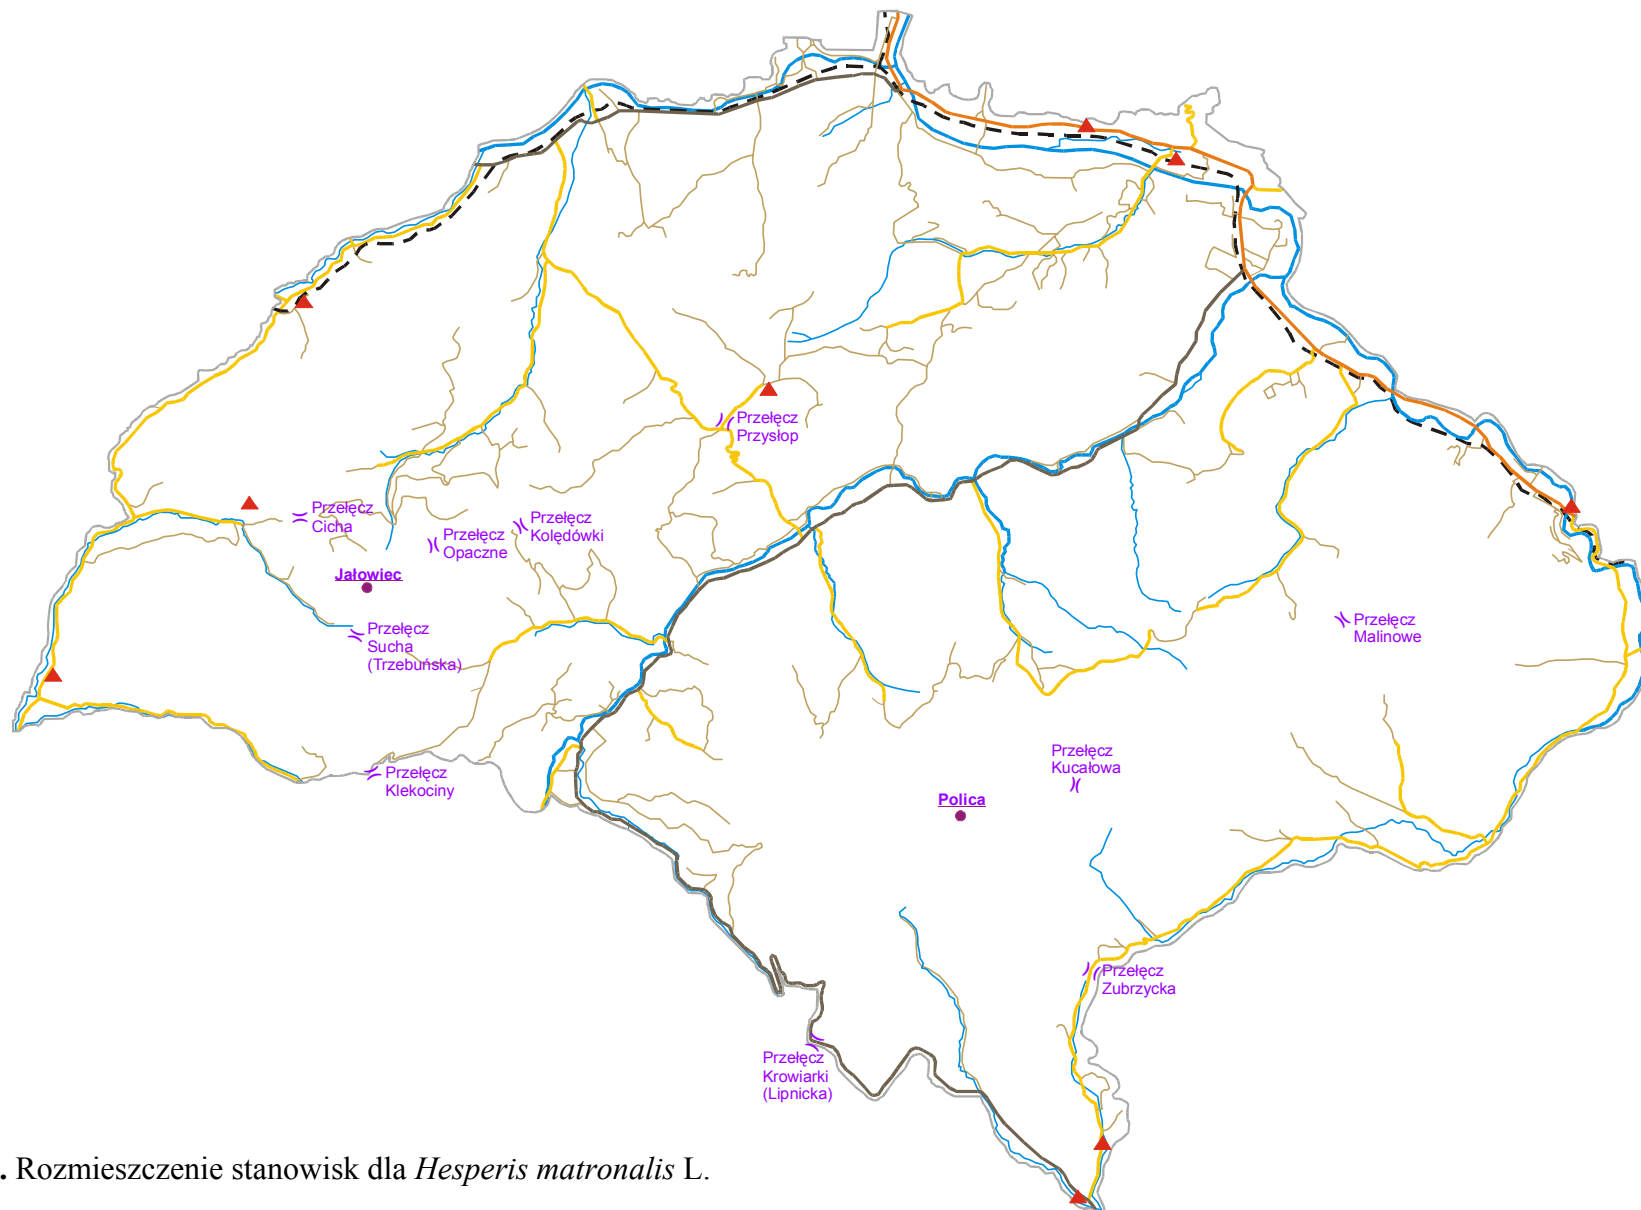 Przełęcz
Przysłop
Przełęcz
Cicha
Przełęcz
Kolędówki
Przełęcz
Opaczne
Jałowiec
Przełęcz
Sucha
(Trzebuńska)
Przełęcz
Malinowe
Przełęcz
Klekociny
Przełęcz
Kucałowa
Polica
Przełęcz
Zubrzycka
Przełęcz
Krowiarki
(Lipnicka)
. Rozmieszczenie stanowisk dla Hesperis matronalis L.